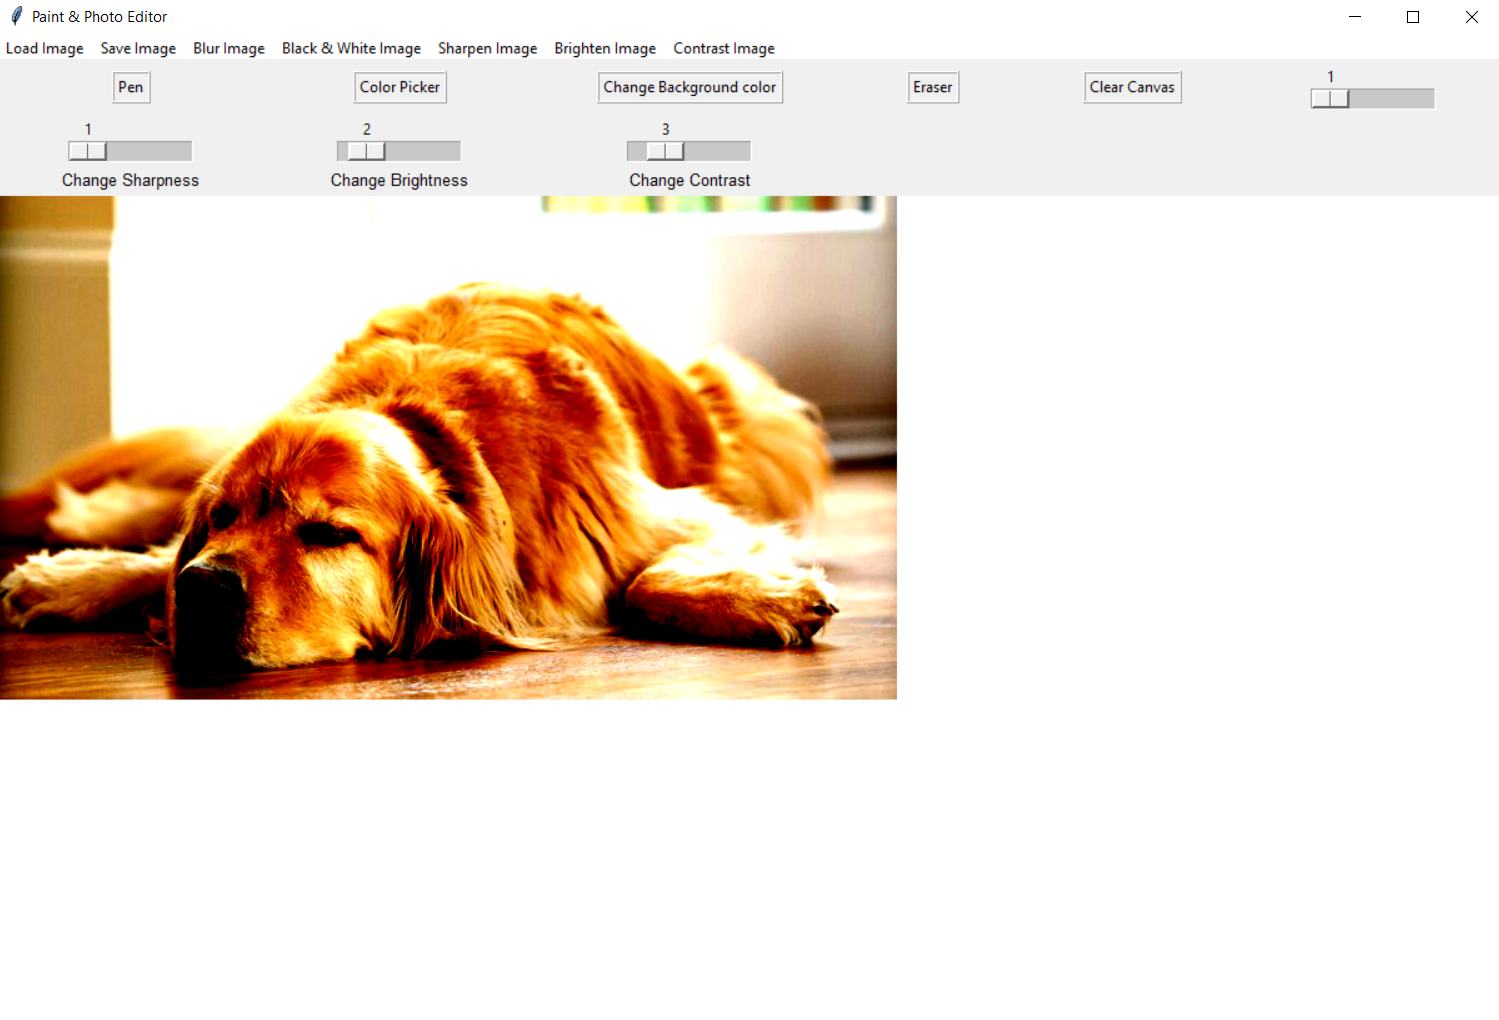 Paint & Photo Editor
Load Image Save Image Blur Image Black & White Image Sharpen Image Brighten Image Contrast Image
Pen Color Picker Change Background color Eraser Clear Canvas 1
1 2 3
Change Sharpness Change Brightness Change Contrast